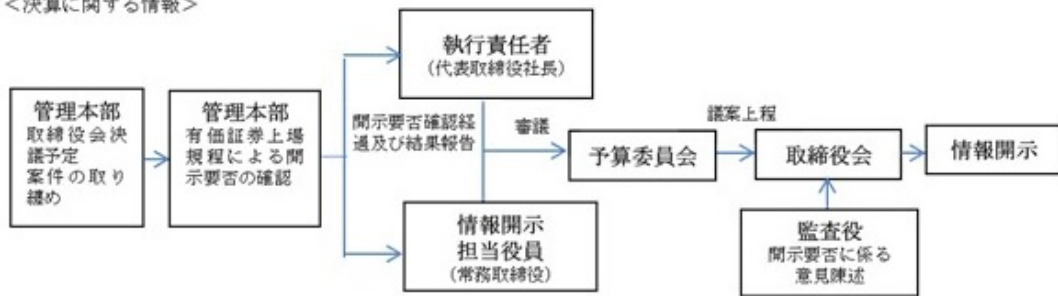 <決算に関する情報>
執行責任者
(代表取締役社長)
管理本部
取締役会決
議予定
案件の取り
纏め
管理本部
有価証券上場
規程による開
示要否の確認
開示要否確認経
過及び結果報告
審議
予算委員会
議案上程
取締役会
情報開示
情報開示
担当役員
(常務取締役)
監査役
開示要否に係る
意見陳述